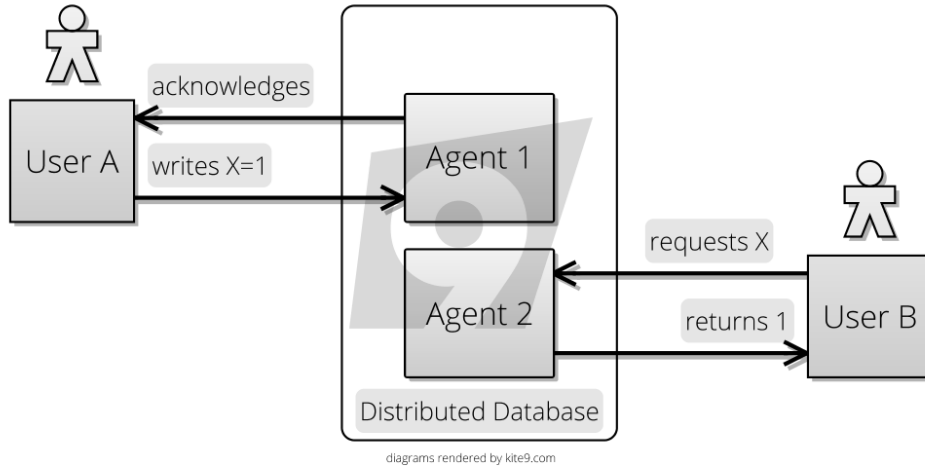 acknowledges
User A
writes X=1
Agent 1
requests X
Agent 2
returns 1
User B
Distributed Database
diagrams rendered by kite9.com